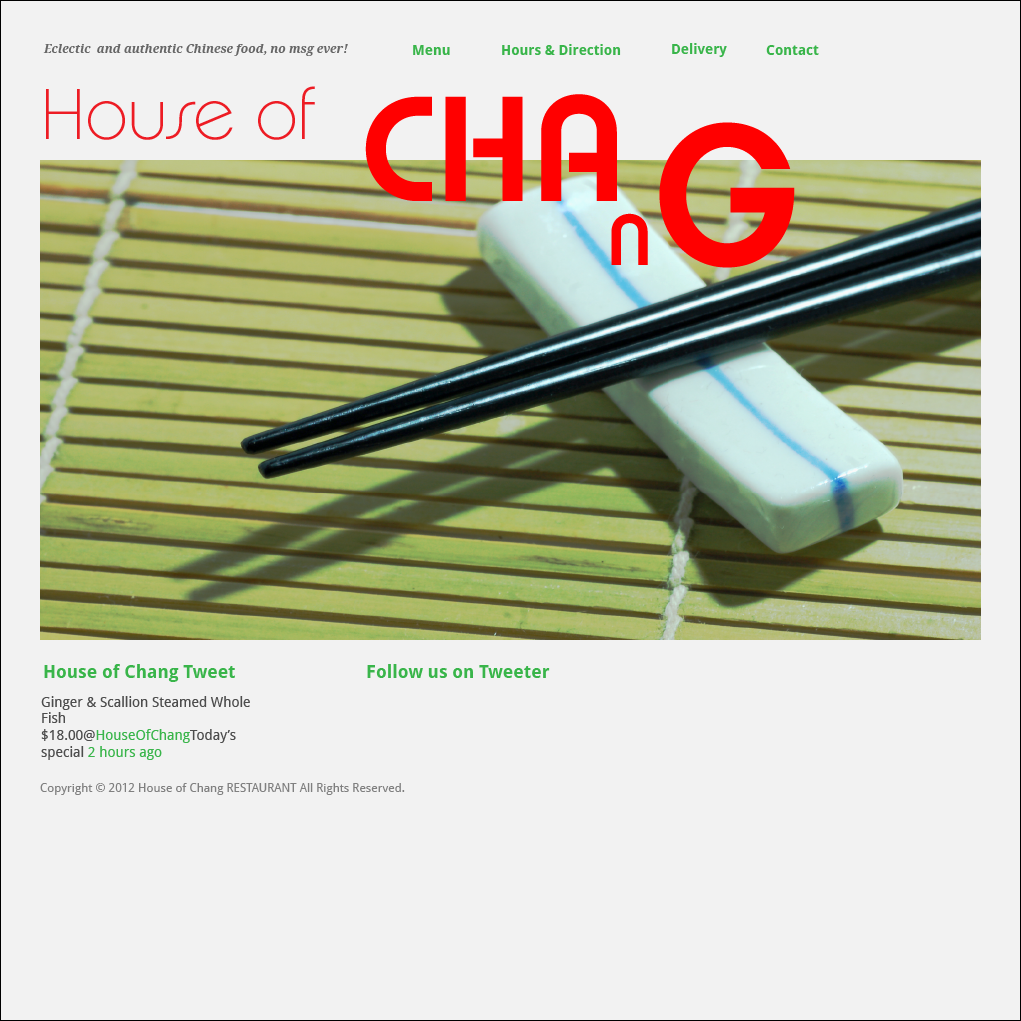 Eclectic and authentic Chinese food, no msg ever!
Menu Hours & Direction Delivery Contact
House of CHAnG
House of Chang Tweet
Follow us on Tweeter
Ginger & Scallion Steamed Whole
Fish
$18.00@HouseOfChangToday’s
special 2 hours ago
Copyright © 2012 House of Chang RESTAURANT All Rights Reserved.